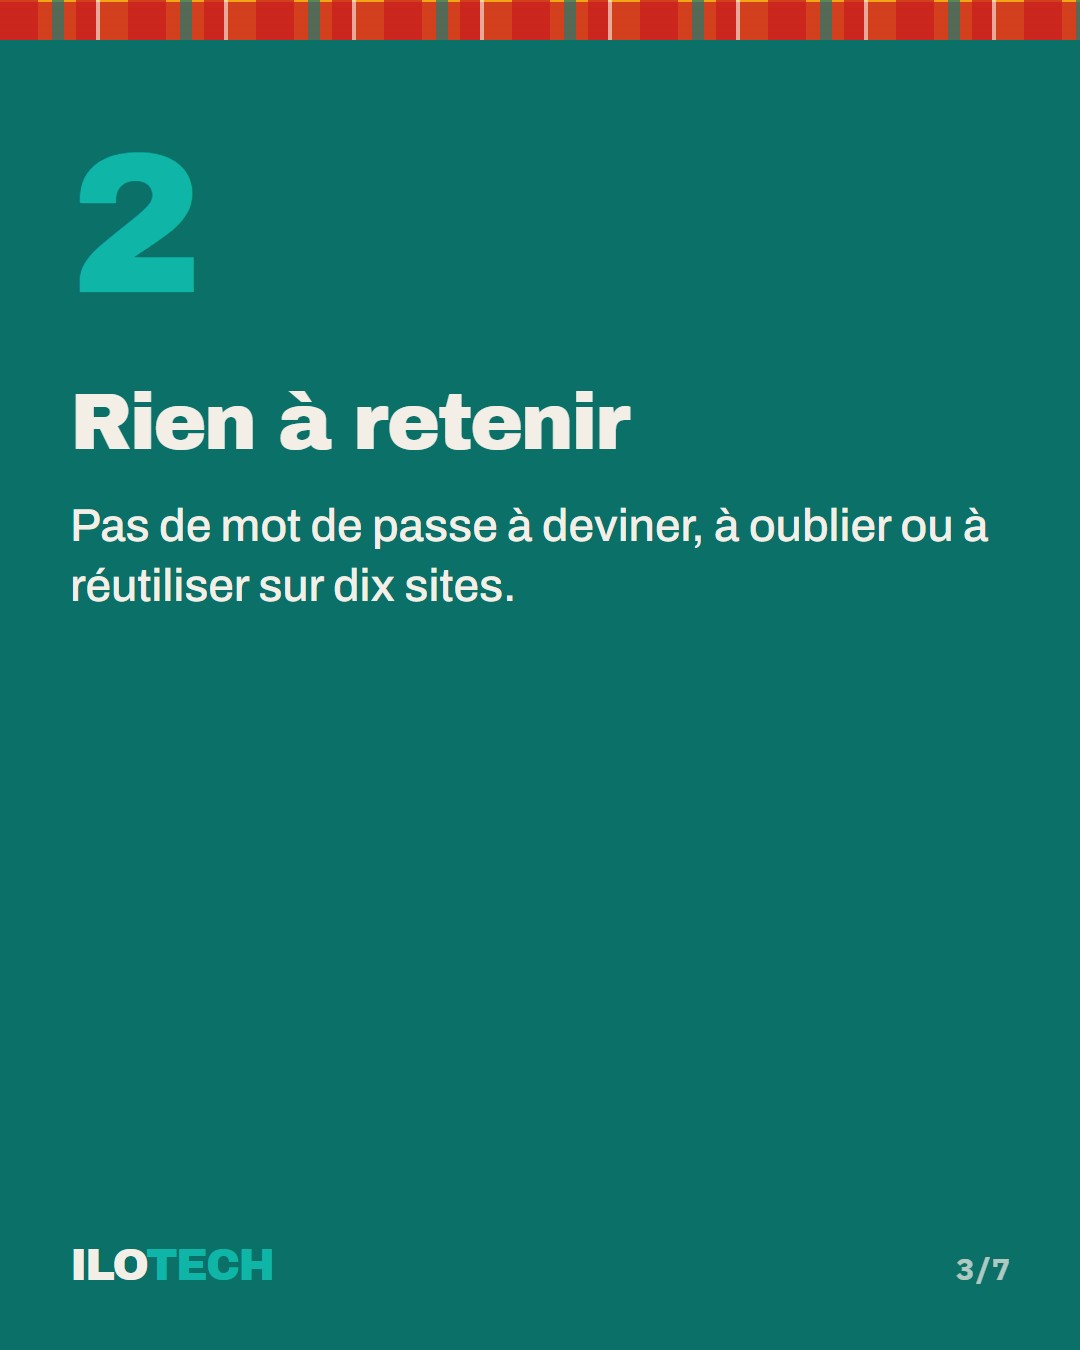 2
Rien à retenir
Pas de mot de passe à deviner, à oublier ou à
réutiliser sur dix sites.
ILOTECH
3/7